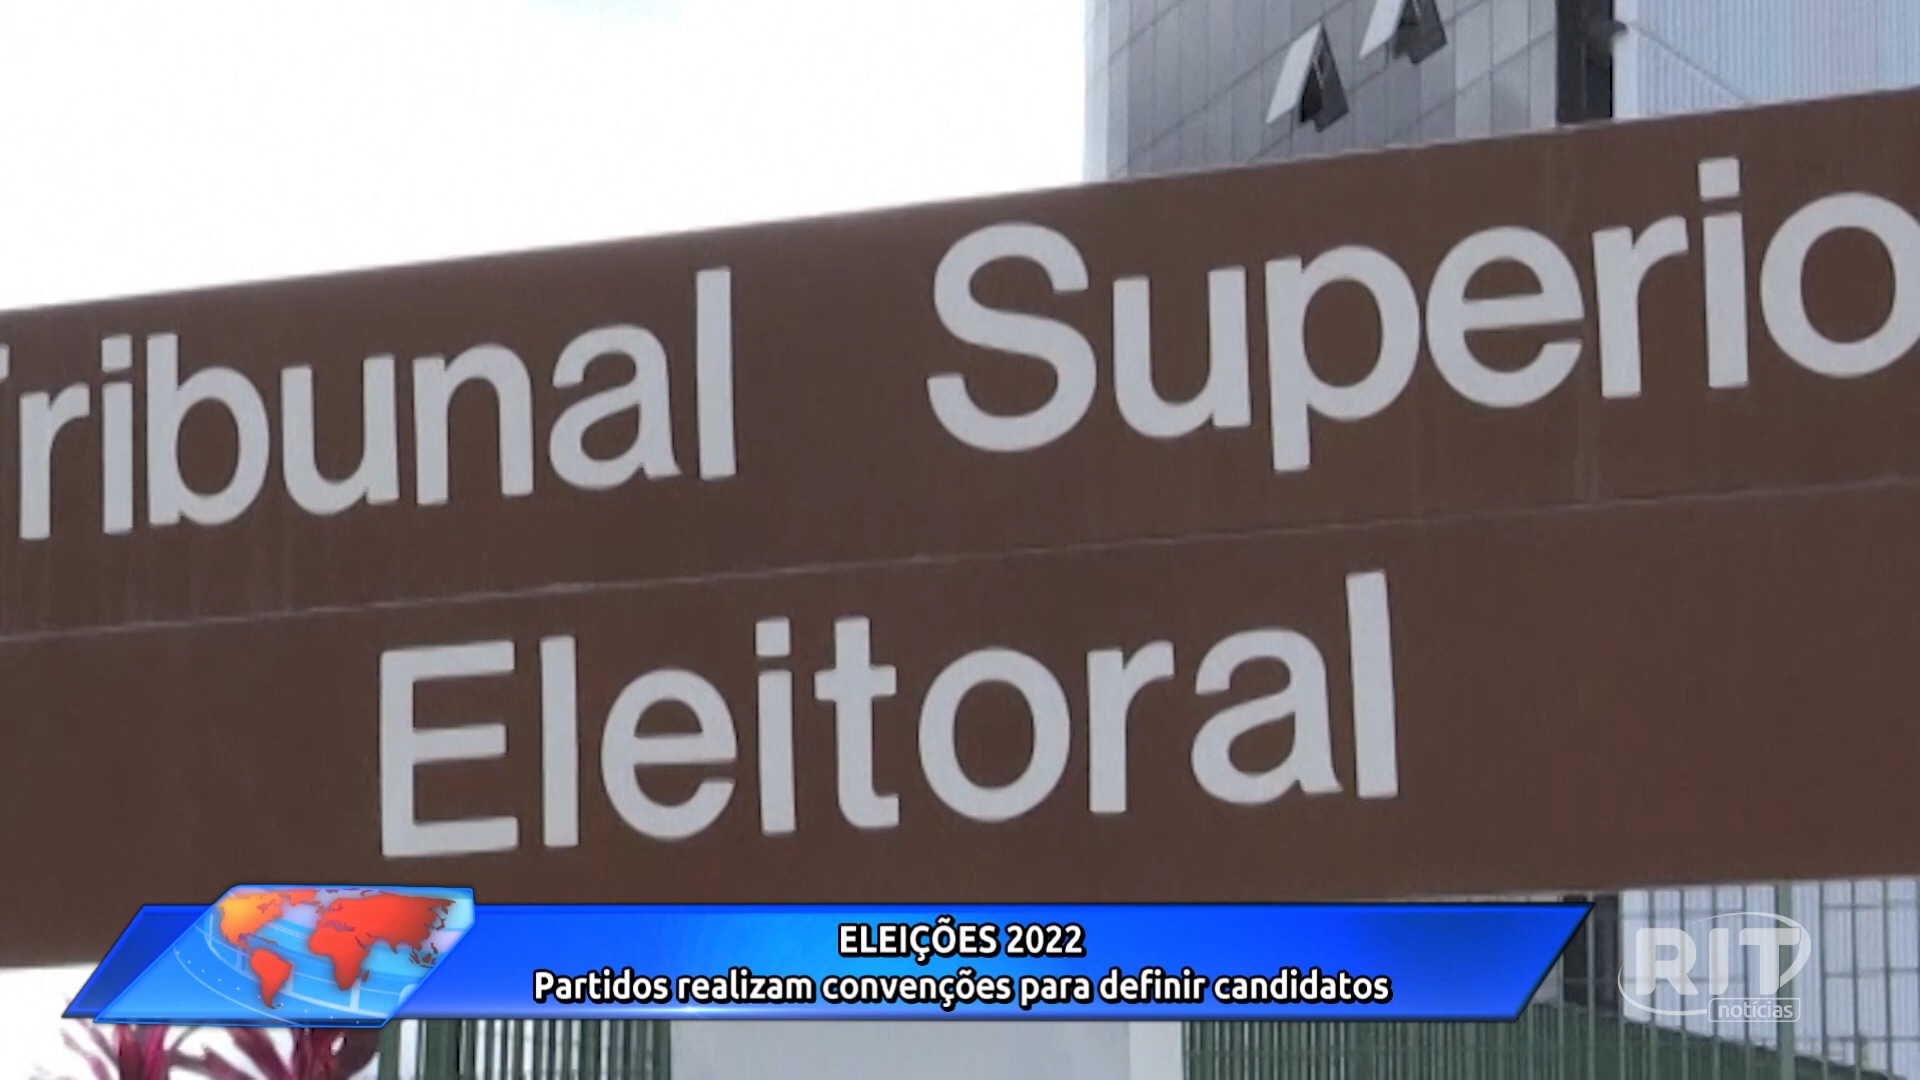 Tribunal Superio
Eleitoral
ELEIÇÕES 2022
Partidos realizam convenções para definir candidatos
RIT
notícias